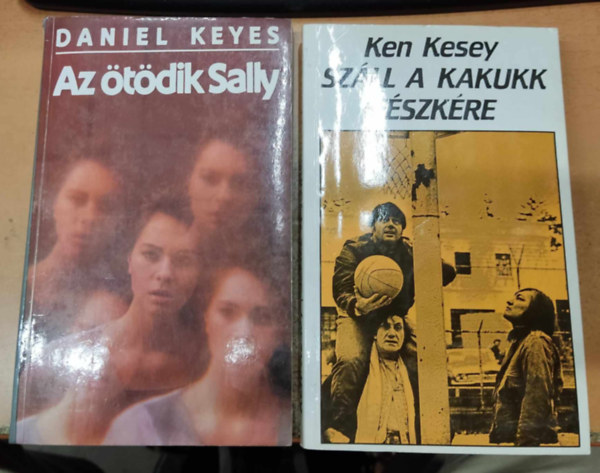 DANIEL KEYES
Az ötödik Sally
Ken Kesey
SZÁLL A KAKUKK
FÉSZKÉRE